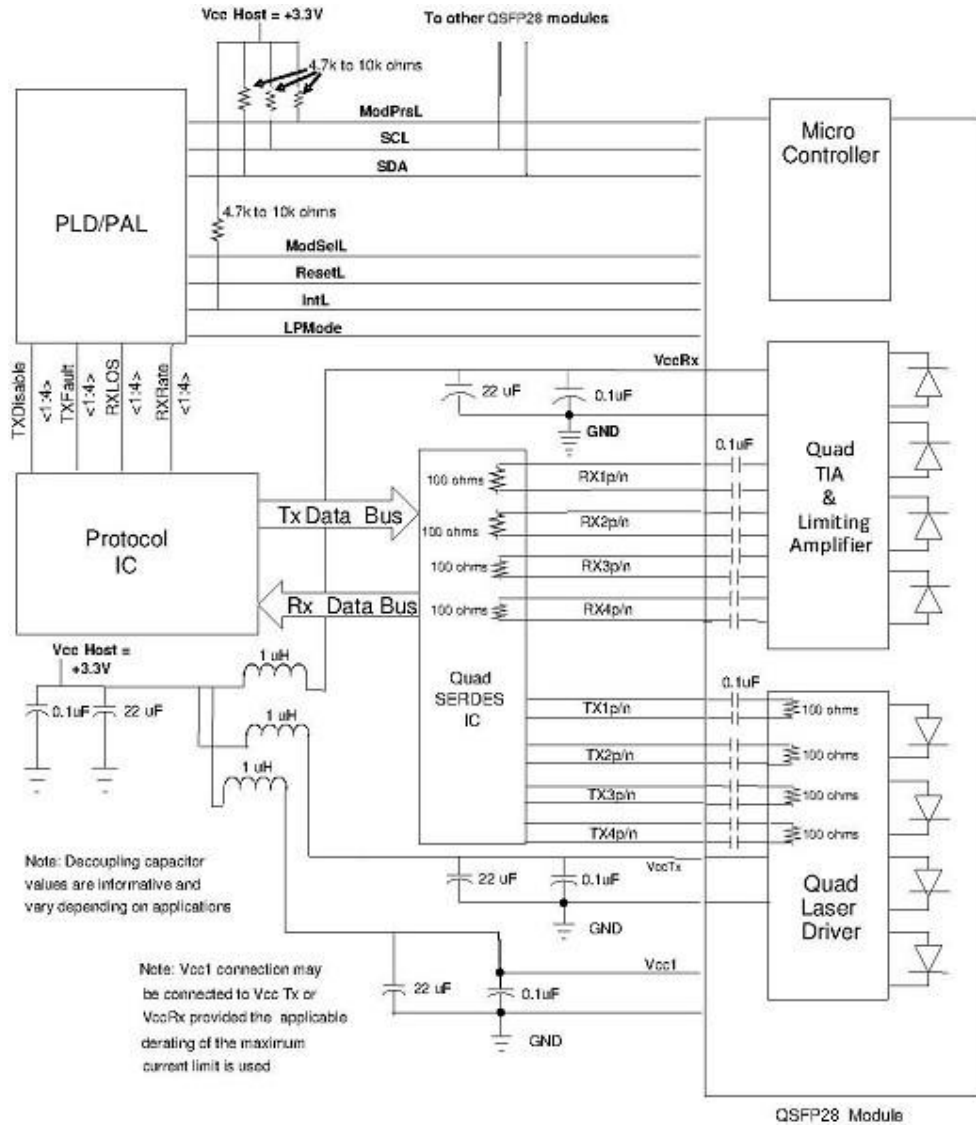 Vcc Host = +3.3V
To other QSFP28 modules
4.7k to 10k ohms
ModPrsL
SCL
SDA
Micro
Controller
PLD/PAL
4.7k to 10k ohms
ModSelL
ResetL
IntL
LPMode
TXDisable
<1:4>
TXFault
<1:4>
RXLOS
<1:4>
RXRate
<1:4>
VccRx
22 uF
0.1uF
GND
Protocol
IC
Tx Data Bus
Rx Data Bus
100 ohms
100 ohms
100 ohms
100 ohms
Quad
SERDES
IC
RX1p/n
RX2p/n
RX3p/n
RX4p/n
0.1uF
Quad
TIA
&
Limiting
Amplifier
Vcc Host =
+3.3V
0.1uF
22 uF
1 uH
1 uH
1 uH
TX1p/n
TX2p/n
TX3p/n
TX4p/n
0.1uF
100 ohms
100 ohms
100 ohms
100 ohms
Quad
Laser
Driver
VccTx
22 uF
0.1uF
GND
Note: Decoupling capacitor
values are informative and
vary depending on applications
Note: Vcc1 connection may
be connected to Vcc Tx or
VccRx provided the applicable
derating of the maximum
current limit is used
Vcc1
22 uF
0.1uF
GND
QSFP28 Module